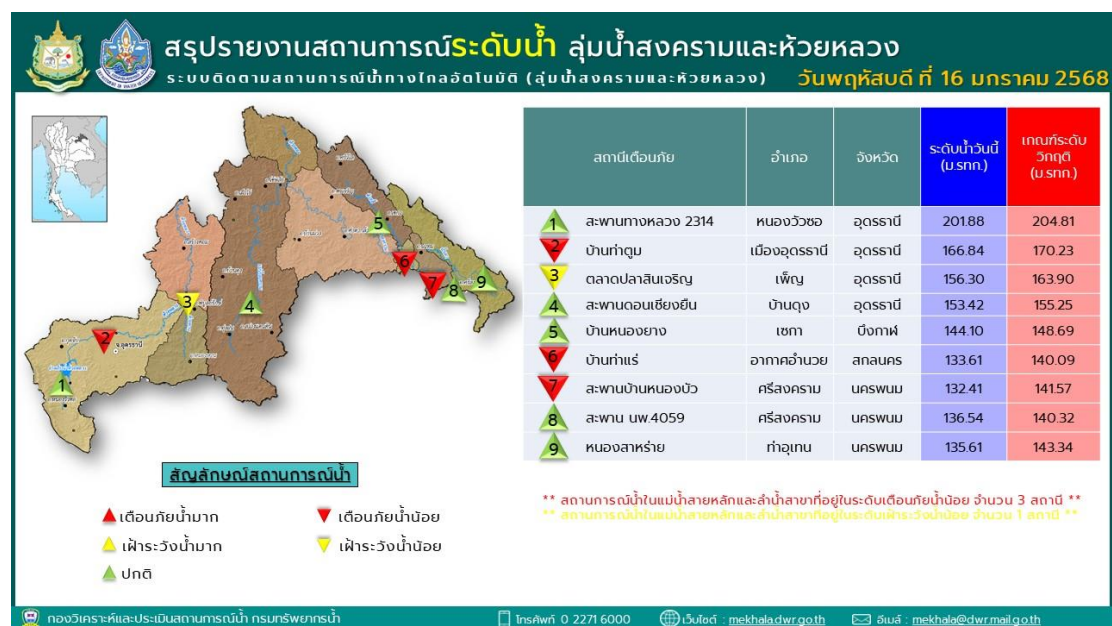 สรุปรายงานสถานการณ์ระดับน้ำ ลุ่มน้ำสงครามและห้วยหลวง
ระบบติดตามสถานการณ์น้ำทางไกลอัตโนมัติ (ลุ่มน้ำสงครามและห้วยหลวง) วันพฤหัสบดี ที่ 16 มกราคม 2568
สถานีเตือนภัย อำเภอ จังหวัด ระดับน้ำวันนี้ (ม.รทก.) เกณฑ์ระดับวิกฤติ (ม.รทก.)
1 สะพานทางหลวง 2314 หนองวัวซอ อุดรธานี 201.88 204.81
2 บ้านท่าตูม เมืองอุดรธานี อุดรธานี 166.84 170.23
3 ตลาดปลาสินเจริญ เพ็ญ อุดรธานี 156.30 163.90
4 สะพานดอนเชียงยืน บ้านดุง อุดรธานี 153.42 155.25
5 บ้านหนองยาง เซกา บึงกาฬ 144.10 148.69
6 บ้านท่าแร่ อากาศอำนวย สกลนคร 133.61 140.09
7 สะพานบ้านหนองบัว ศรีสงคราม นครพนม 132.41 141.57
8 สะพาน นพ.4059 ศรีสงคราม นครพนม 136.54 140.32
9 หนองสาหร่าย ท่าอุเทน นครพนม 135.61 143.34
1
2
3
4
5
6
7
8
9
จ.อุดรธานี
** สถานการณ์น้ำในแม่น้ำสายหลักและลำน้ำสาขาที่อยู่ในระดับเตือนภัยน้ำน้อย จำนวน 3 สถานี **
** สถานการณ์น้ำในแม่น้ำสายหลักและลำน้ำสาขาที่อยู่ในระดับเฝ้าระวังน้ำน้อย จำนวน 1 สถานี **
สัญลักษณ์สถานการณ์น้ำ
เตือนภัยน้ำมาก เตือนภัยน้ำน้อย
เฝ้าระวังน้ำมาก เฝ้าระวังน้ำน้อย
ปกติ
กองวิเคราะห์และประเมินสถานการณ์น้ำ กรมทรัพยากรน้ำ โทรศัพท์ 0 2271 6000 เว็บไซต์ : mekhala.dwr.go.th อีเมล์ : mekhala@dwr.mail.go.th